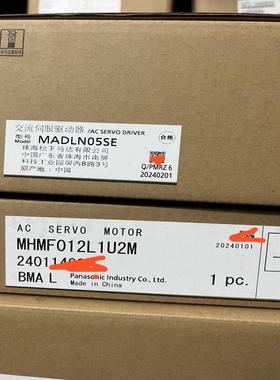 交流伺服驱动器 /AC SERVO DRIVER
型号
Model MADLN05SE
合格
珠海松下马达有限公司
中国广东省珠海市南屏
科技工业园屏西8路3号
原产地：中国
Q/PMRZ 6
20240201
AC SERVO MOTOR
MHMF012L1U2M
20240101
240114
BMA L Panasonic Industry Co., Ltd.
Made in China
1 pc.